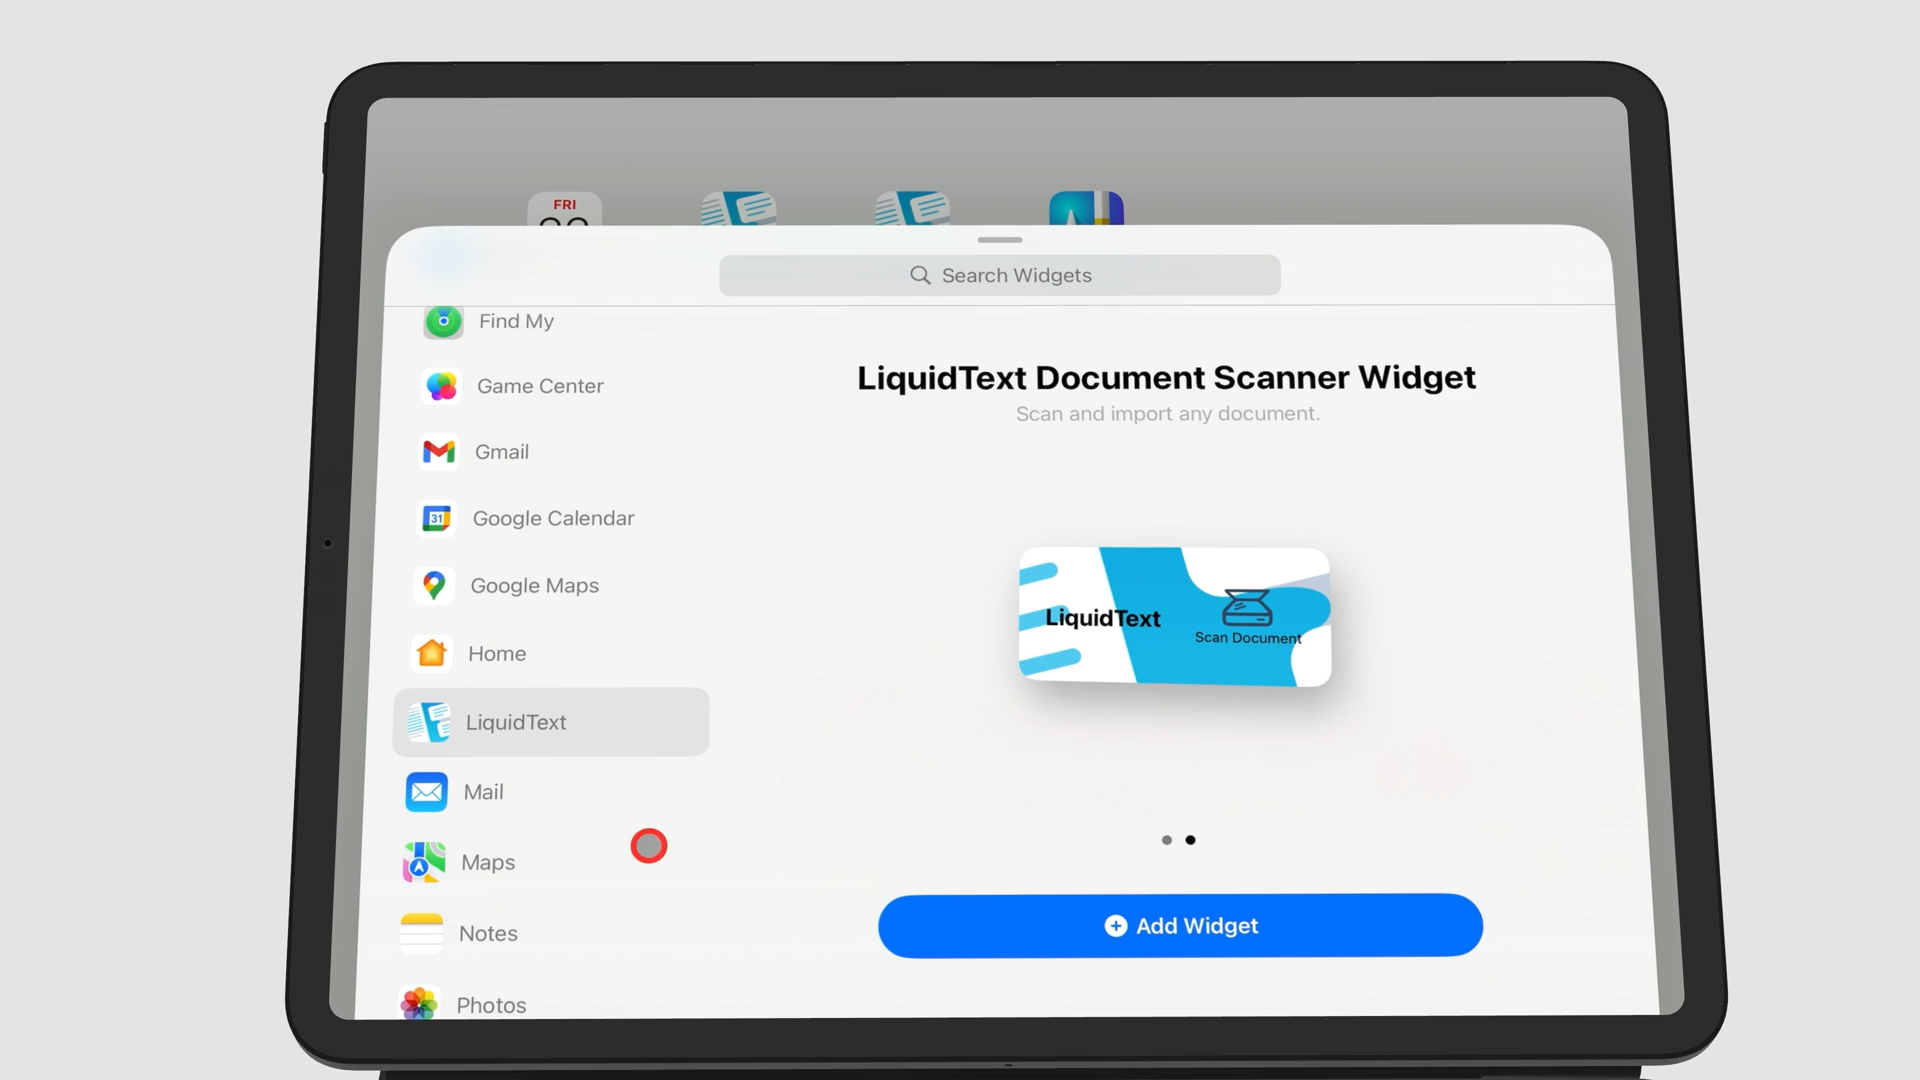 FRI
Search Widgets
Find My
Game Center
Gmail
31
Google Calendar
Google Maps
Home
LiquidText
Mail
Maps
Notes
Photos
LiquidText Document Scanner Widget
Scan and import any document.
LiquidText
Scan Document
Add Widget